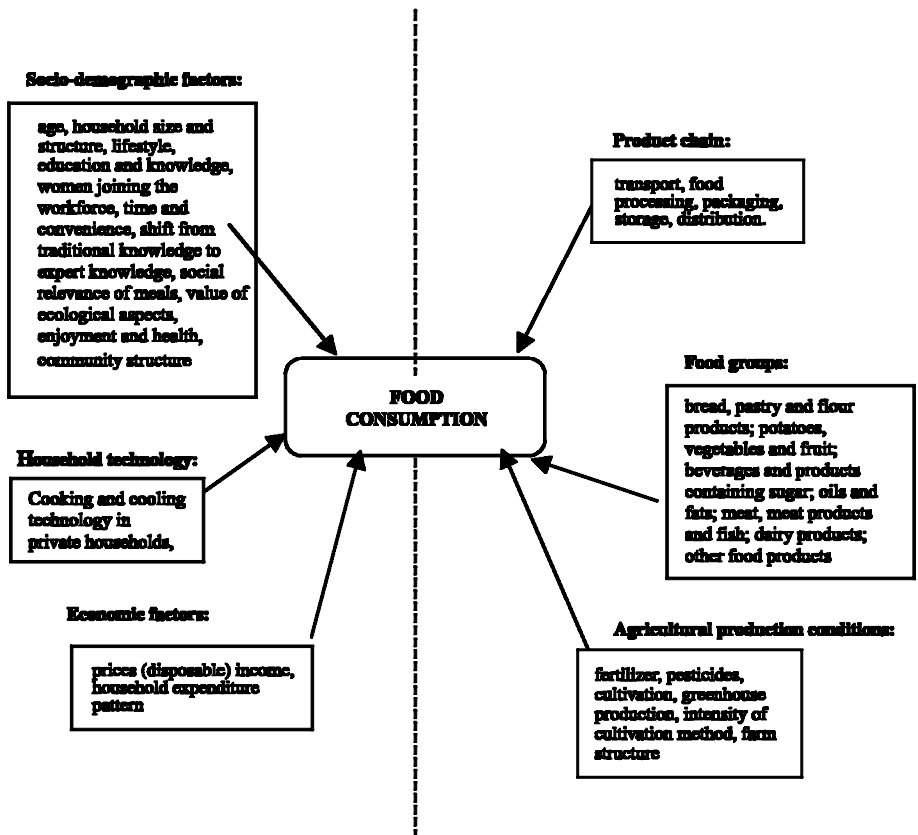 Socio-demographic factors:
age, household size and
structure, lifestyle,
education and knowledge,
women joining the
workforce, time and
convenience, shift from
traditional knowledge to
expert knowledge, social
relevance of meals, value of
ecological aspects,
enjoyment and health,
community structure
Household technology:
Cooking and cooling
technology in
private households,
Economic factors:
prices (disposable) income,
household expenditure
pattern
FOOD
CONSUMPTION
Product chain:
transport, food
processing, packaging,
storage, distribution.
Food groups:
bread, pastry and flour
products; potatoes,
vegetables and fruit;
beverages and products
containing sugar; oils and
fats; meat, meat products
and fish; dairy products;
other food products
Agricultural production conditions:
fertilizer, pesticides,
cultivation, greenhouse
production, intensity of
cultivation method, farm
structure